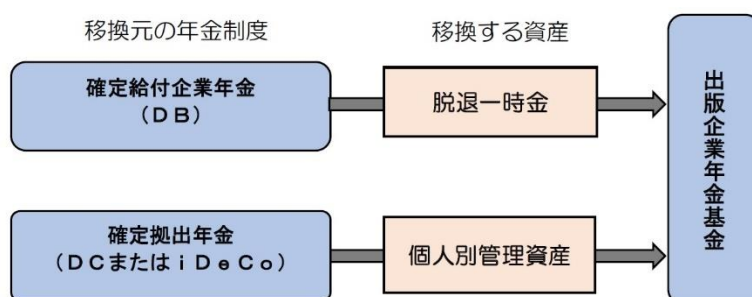 移換元の年金制度
移換する資産
確定給付企業年金
(DB)
脱退一時金
出版企業年金基金
確定拠出年金
(DCまたはiDeCo)
個人別管理資産